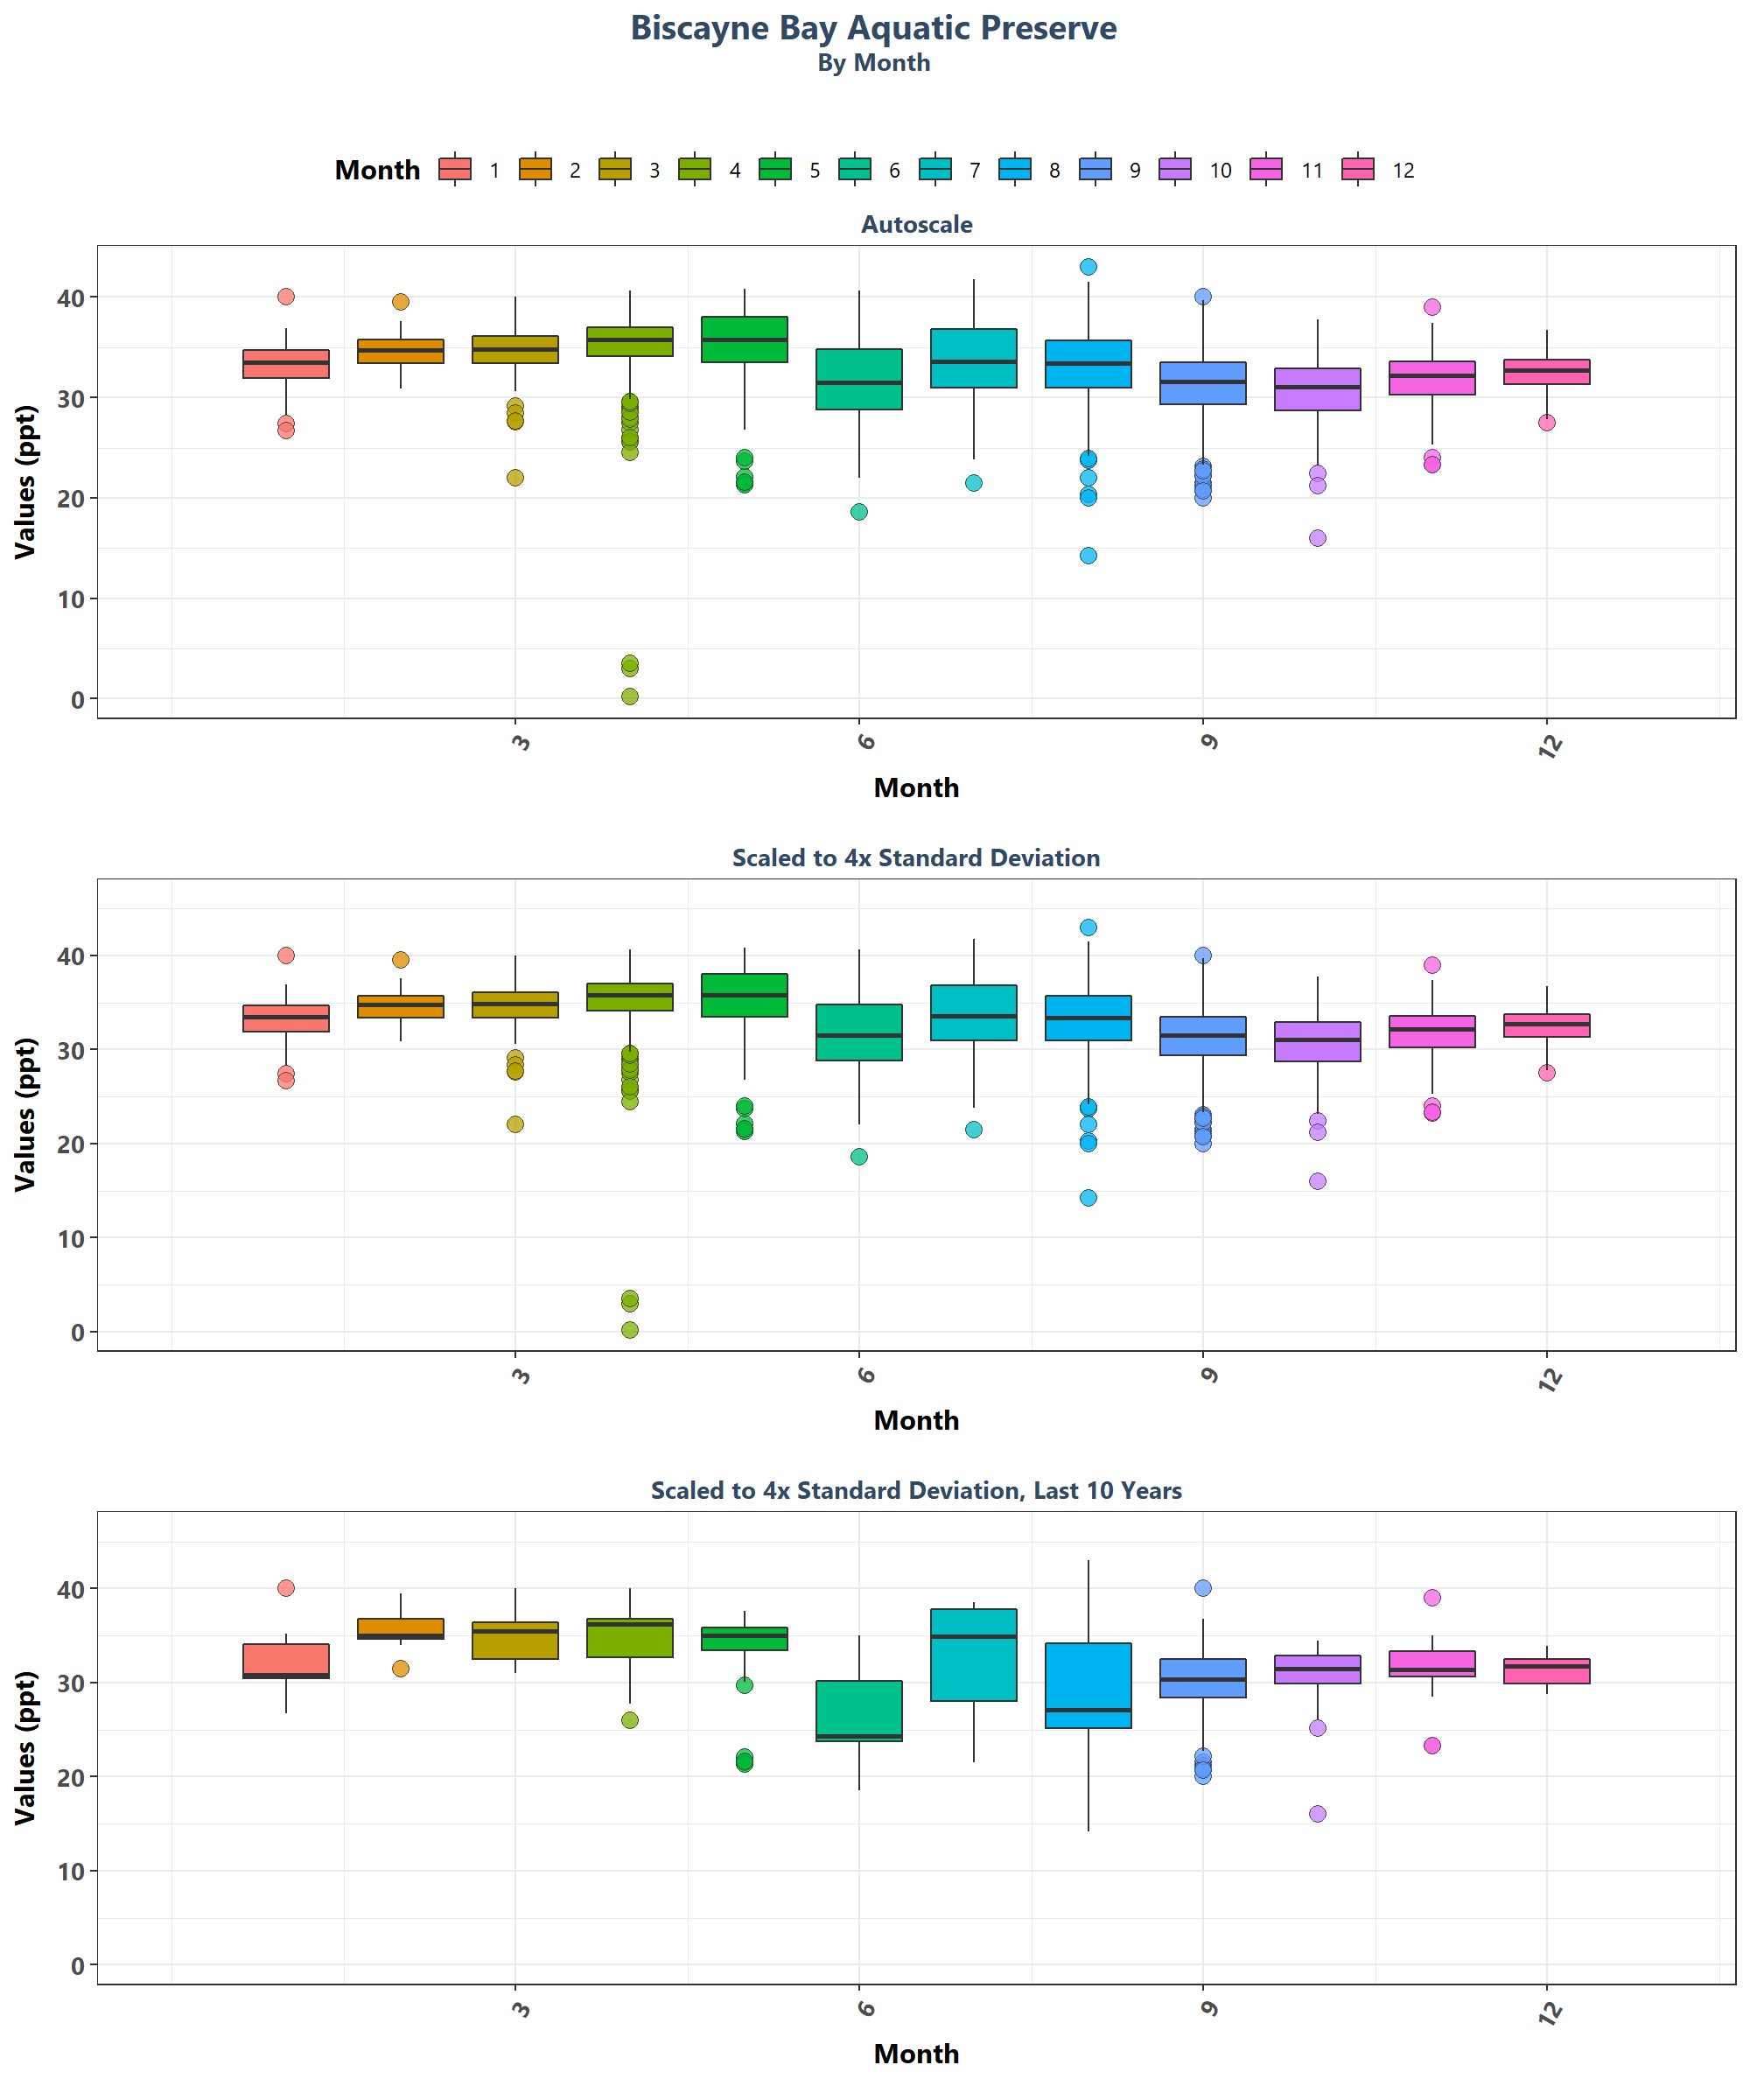 Biscayne Bay Aquatic Preserve
By Month
Month 1 2 3 4 5 6 7 8 9 10 11 12
Autoscale
Values (ppt)
40
30
20
10
0
3 6 9 12
Month
Scaled to 4x Standard Deviation
Values (ppt)
40
30
20
10
0
3 6 9 12
Month
Scaled to 4x Standard Deviation, Last 10 Years
Values (ppt)
40
30
20
10
0
3 6 9 12
Month